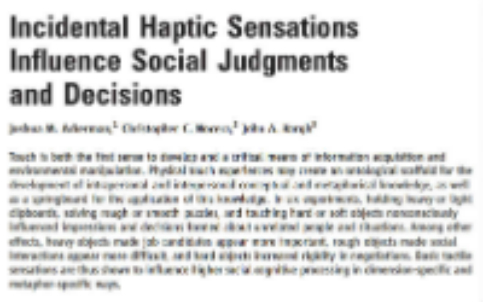 Incidental Haptic Sensations
Influence Social Judgments
and Decisions
Joshua M. Ackerman,¹ Christopher C. Nocera,² John A. Bargh³
Touch is both the first sense to develop and a critical means of information acquisition and
environmental manipulation. Physical touch experiences may create an ontological scaffold for the
development of intrapersonal and interpersonal conceptual and metaphorical knowledge, as well
as a springboard for the application of this knowledge. In six experiments, holding heavy or light
clipboards, solving rough or smooth puzzles, and touching hard or soft objects nonconsciously
influenced impressions and decisions formed about unrelated people and situations. Among other
effects, heavy objects made job candidates appear more important, rough objects made social
interactions appear more difficult, and hard objects increased rigidity in negotiations. Basic tactile
sensations are thus shown to influence higher social cognitive processing in dimension-specific and
metaphor-specific ways.